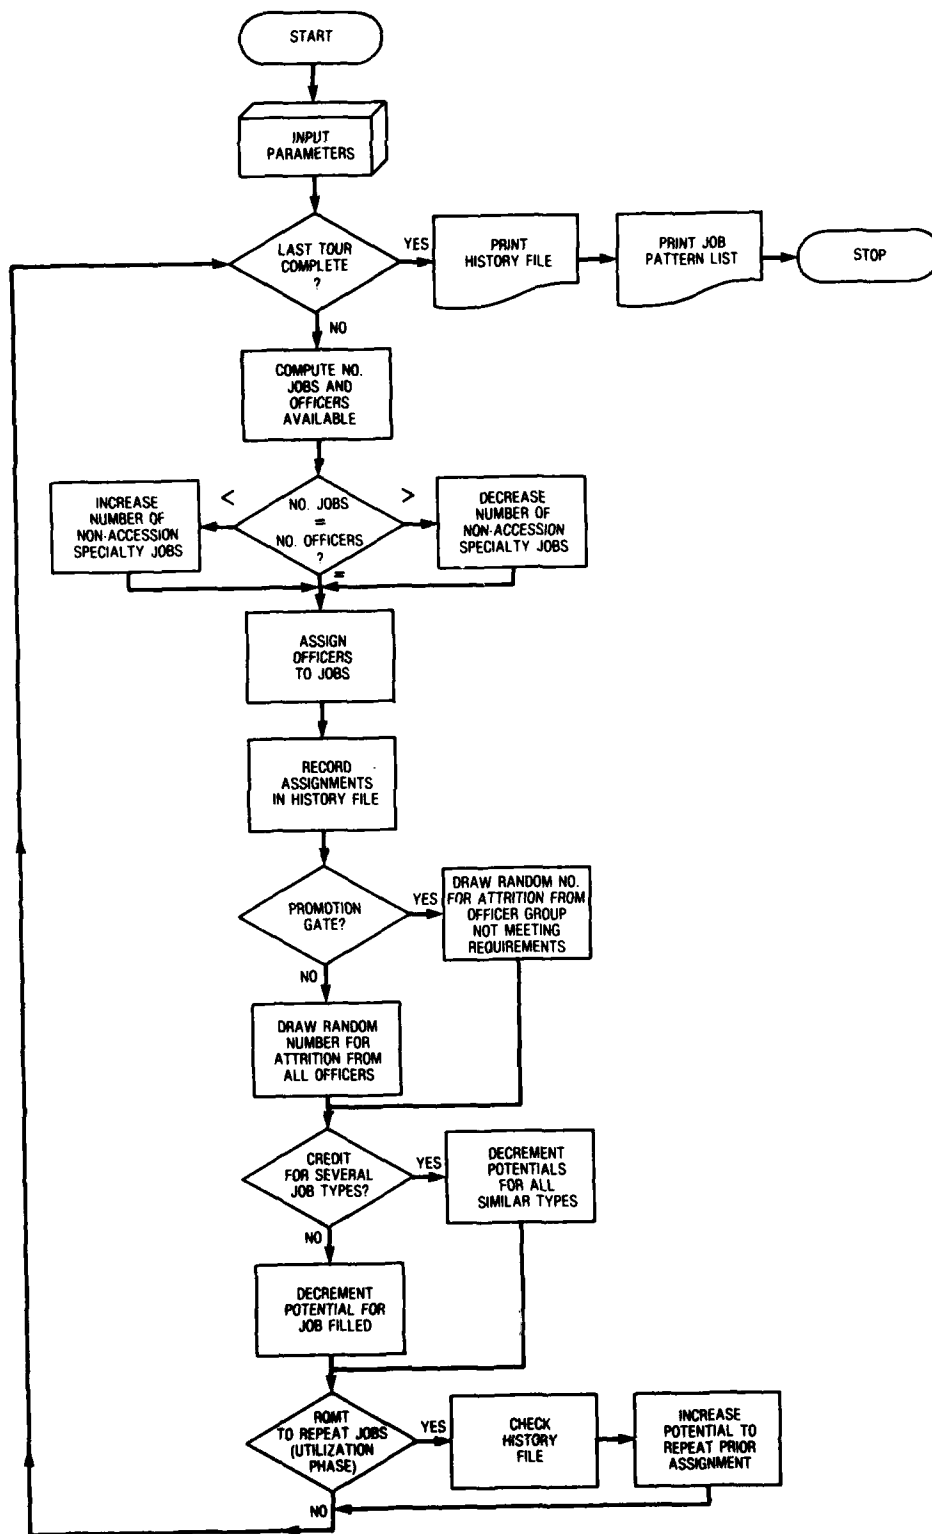 START
INPUT
PARAMETERS
LAST TOUR
COMPLETE
?
YES
PRINT
HISTORY FILE
PRINT JOB
PATTERN LIST
STOP
NO
COMPUTE NO.
JOBS AND
OFFICERS
AVAILABLE
INCREASE
NUMBER OF
NON-ACCESSION
SPECIALTY JOBS
<
NO. JOBS
=
NO. OFFICERS
?
>
DECREASE
NUMBER OF
NON-ACCESSION
SPECIALTY JOBS
=
ASSIGN
OFFICERS
TO JOBS
RECORD
ASSIGNMENTS
IN HISTORY FILE
PROMOTION
GATE?
YES
DRAW RANDOM NO.
FOR ATTRITION FROM
OFFICER GROUP
NOT MEETING
REQUIREMENTS
NO
DRAW RANDOM
NUMBER FOR
ATTRITION FROM
ALL OFFICERS
CREDIT
FOR SEVERAL
JOB TYPES?
YES
DECREMENT
POTENTIALS
FOR ALL
SIMILAR TYPES
NO
DECREMENT
POTENTIAL FOR
JOB FILLED
RQMT
TO REPEAT JOBS
(UTILIZATION
PHASE)
YES
CHECK
HISTORY
FILE
INCREASE
POTENTIAL TO
REPEAT PRIOR
ASSIGNMENT
NO